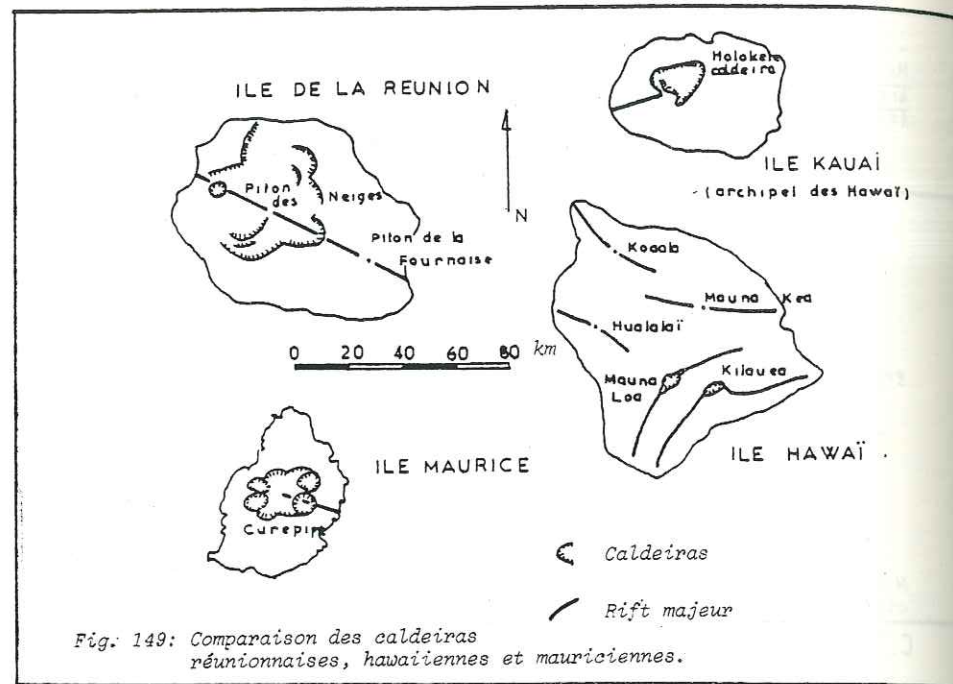 ILE DE LA REUNION
Piton des Neiges
Piton de la
Fournaise
N
Holokele
caldeira
ILE KAUAÏ
(archipel des Hawaï)
Kooala
Mauna Kea
Hualalaï
Mauna
Loa
Kilauea
ILE HAWAÏ
0 20 40 60 80 km
ILE MAURICE
Curepipe
Caldeiras
Rift majeur
Fig. 149: Comparaison des caldeiras
réunionnaises, hawaiiennes et mauriciennes.